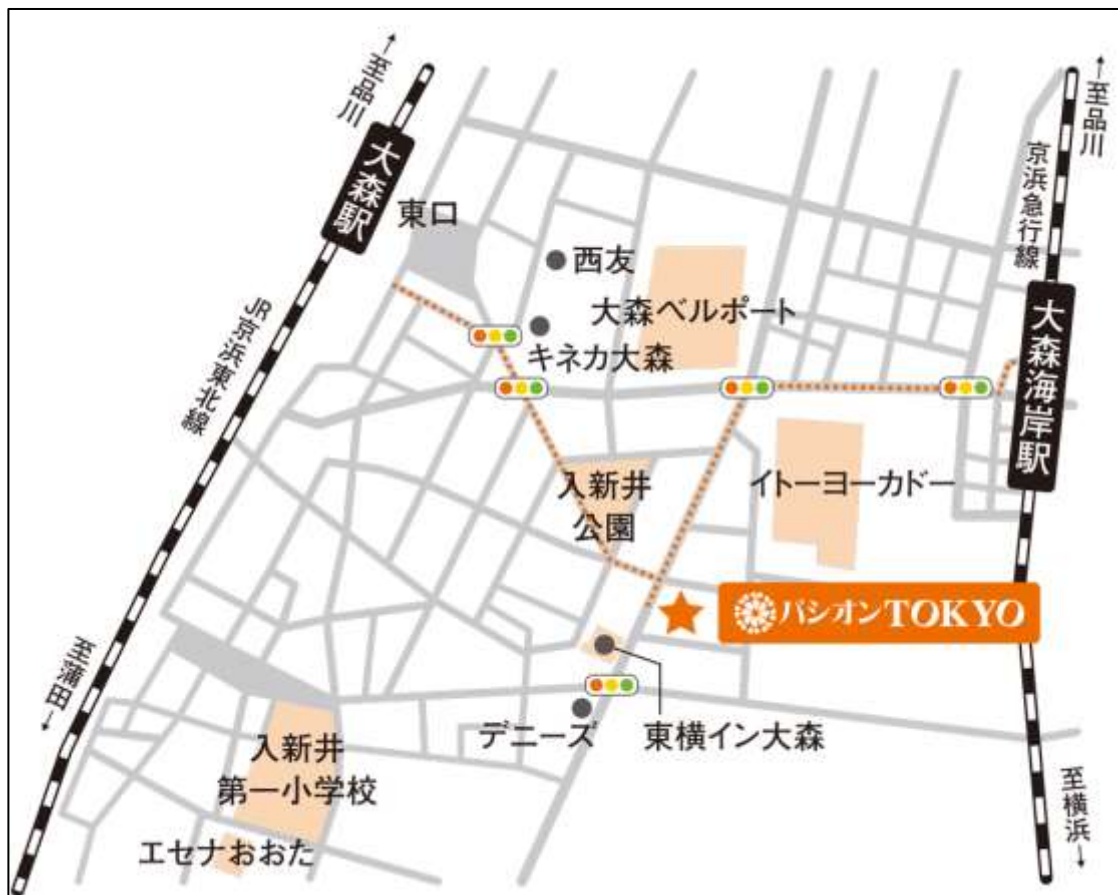 ←至品川
←至品川
大森駅
東口
京浜急行線
西友
大森ベルポート
JR京浜東北線
キネカ大森
大森海岸駅
入新井
公園
イトーヨーカドー
パシオンTOKYO
至蒲田→
デニーズ
東横イン大森
入新井
第一小学校
至横浜→
エセナおおた